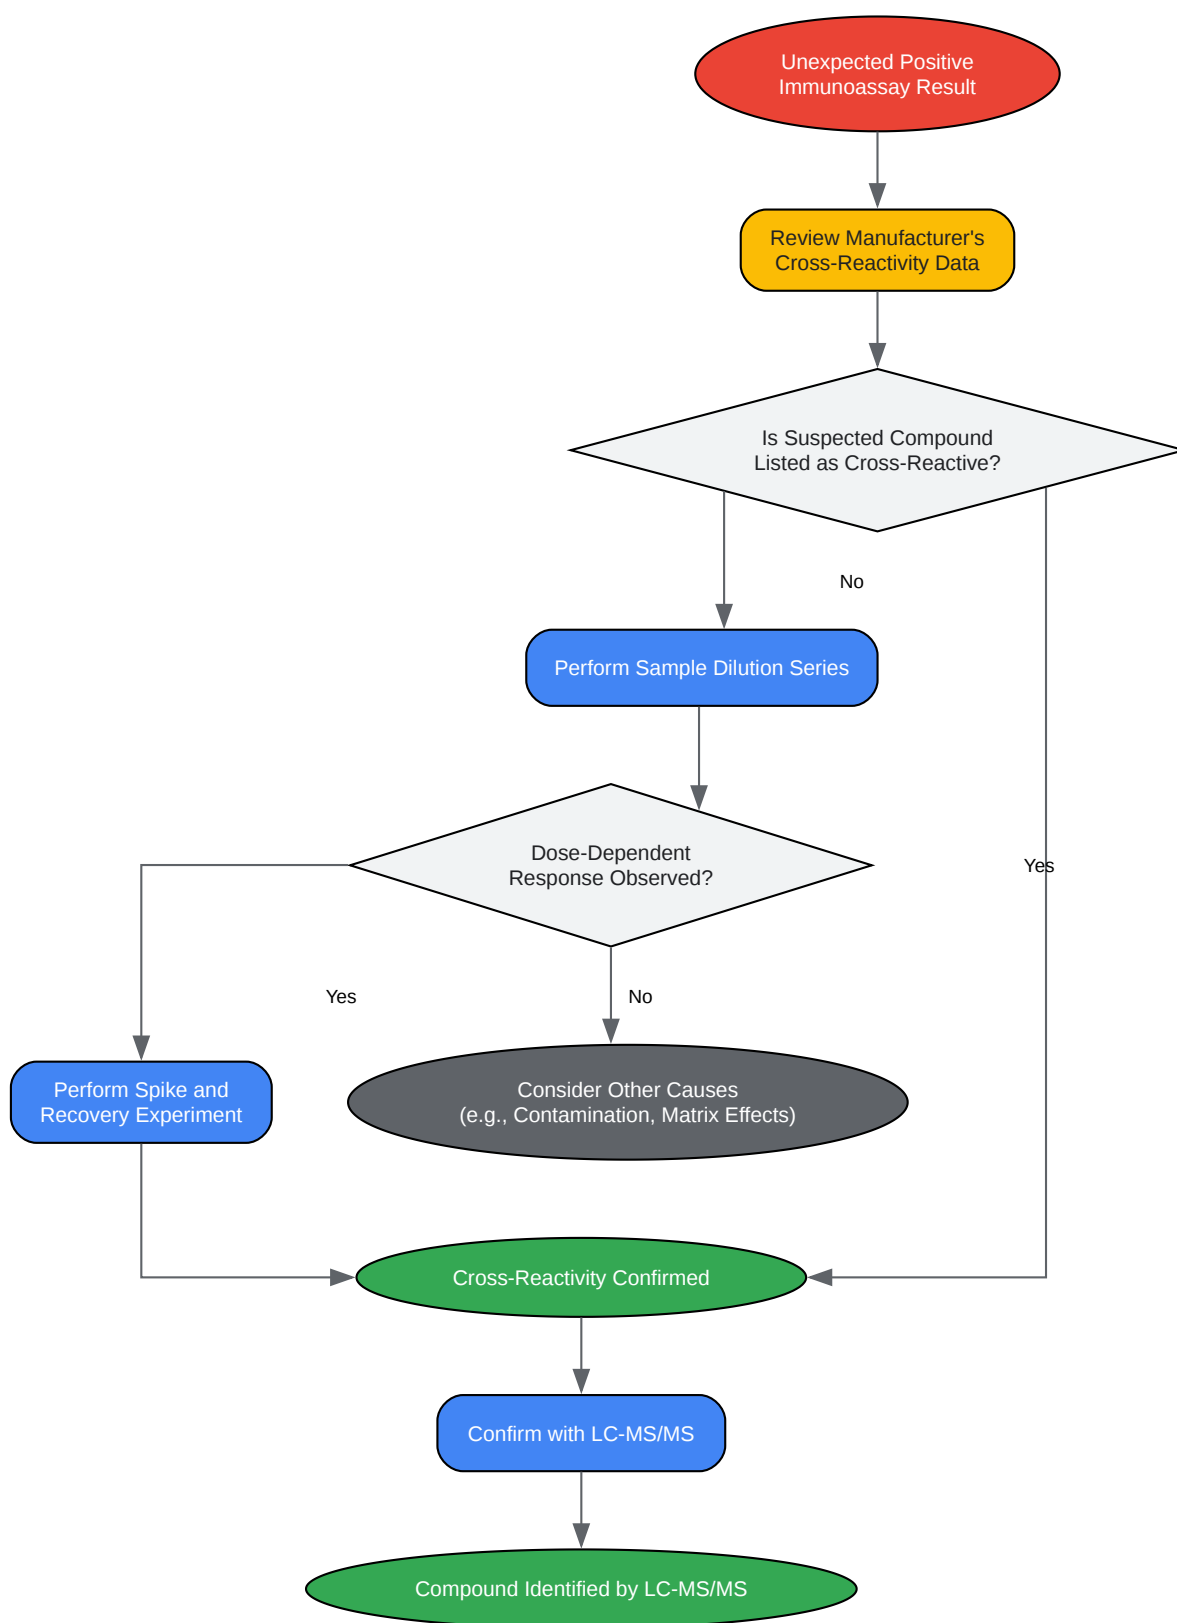 Unexpected Positive
Immunoassay Result
Review Manufacturer's
Cross-Reactivity Data
Is Suspected Compound
Listed as Cross-Reactive?
No
Perform Sample Dilution Series
Dose-Dependent
Response Observed?
Yes
Yes
No
Perform Spike and
Recovery Experiment
Consider Other Causes
(e.g., Contamination, Matrix Effects)
Cross-Reactivity Confirmed
Confirm with LC-MS/MS
Compound Identified by LC-MS/MS